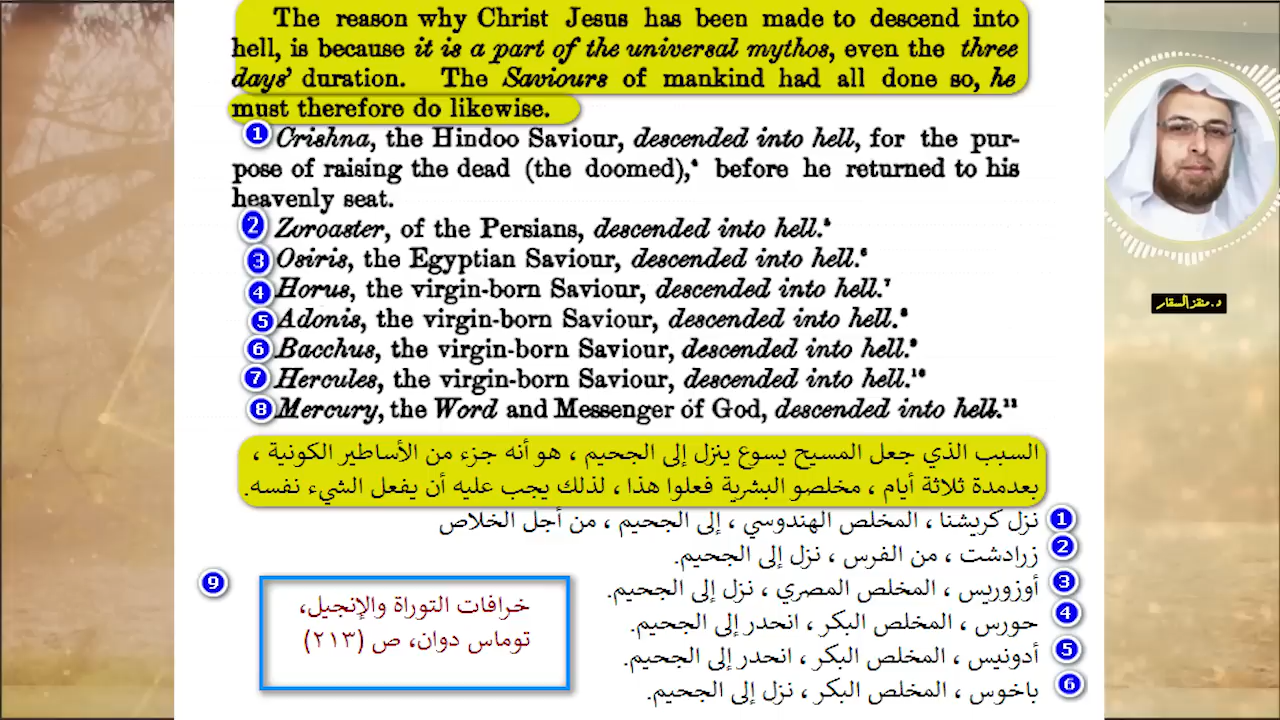 The reason why Christ Jesus has been made to descend into
hell, is because it is a part of the universal mythos, even the three
days' duration. The Saviours of mankind had all done so, he
must therefore do likewise.
1 Crishna, the Hindoo Saviour, descended into hell, for the pur-
pose of raising the dead (the doomed),⁴ before he returned to his
heavenly seat.
2 Zoroaster, of the Persians, descended into hell.⁵
3 Osiris, the Egyptian Saviour, descended into hell.⁶
4 Horus, the virgin-born Saviour, descended into hell.⁷
5 Adonis, the virgin-born Saviour, descended into hell.⁸
6 Bacchus, the virgin-born Saviour, descended into hell.⁹
7 Hercules, the virgin-born Saviour, descended into hell.¹⁰
8 Mercury, the Word and Messenger of God, descended into hell.¹¹
السبب الذي جعل المسيح يسوع ينزل إلى الجحيم ، هو أنه جزء من الأساطير الكونية ،
بعدمدة ثلاثة أيام ، مخلصو البشرية فعلوا هذا ، لذلك يجب عليه أن يفعل الشيء نفسه.
1 نزل كريشنا ، المخلص الهندوسي ، إلى الجحيم ، من أجل الخلاص
2 زرادشت ، من الفرس ، نزل إلى الجحيم.
3 أوزوريس ، المخلص المصري ، نزل إلى الجحيم.
4 حورس ، المخلص البكر ، انحدر إلى الجحيم.
5 أدونيس ، المخلص البكر ، انحدر إلى الجحيم.
6 باخوس ، المخلص البكر ، نزل إلى الجحيم.
9
خرافات التوراة والإنجيل،
توماس دوان، ص (٢١٣)
د. منقذ السقار